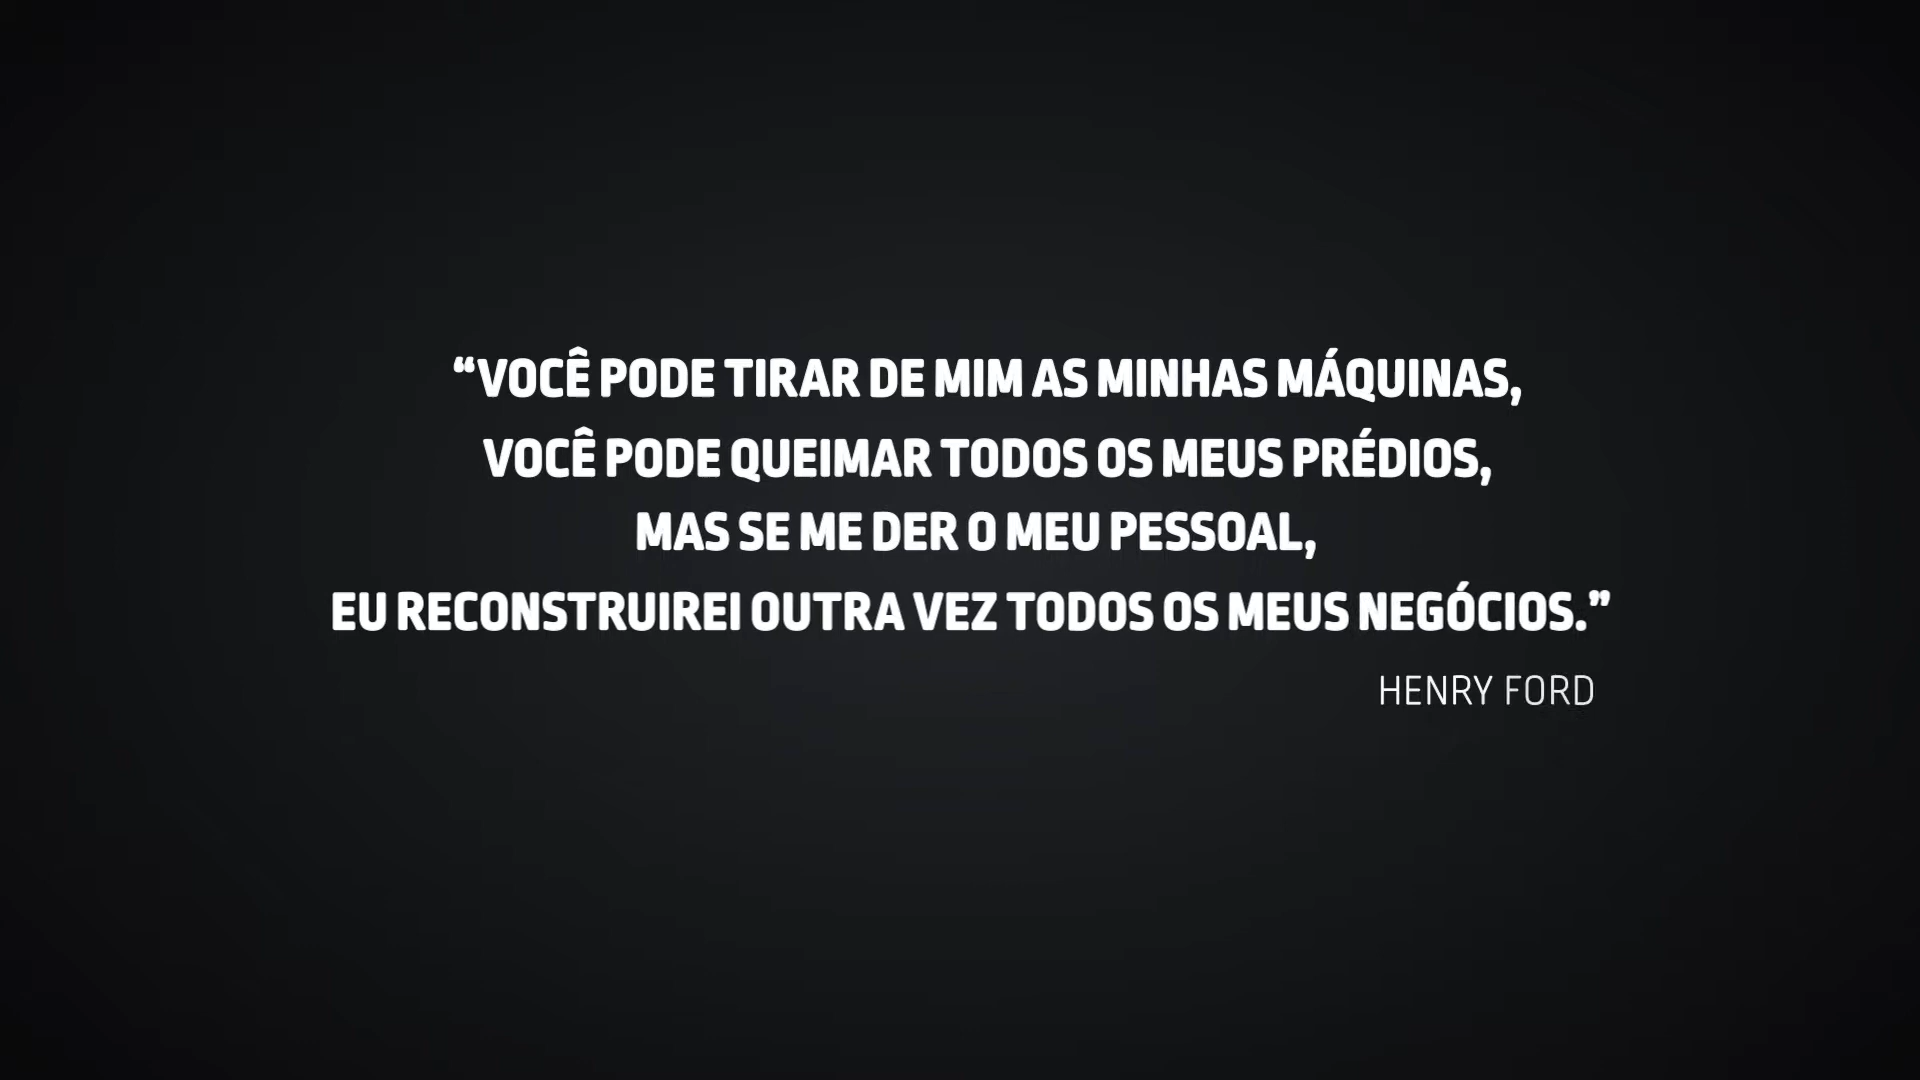 “VOCÊ PODE TIRAR DE MIM AS MINHAS MÁQUINAS,
VOCÊ PODE QUEIMAR TODOS OS MEUS PRÉDIOS,
MAS SE ME DER O MEU PESSOAL,
EU RECONSTRUIREI OUTRA VEZ TODOS OS MEUS NEGÓCIOS.”
HENRY FORD